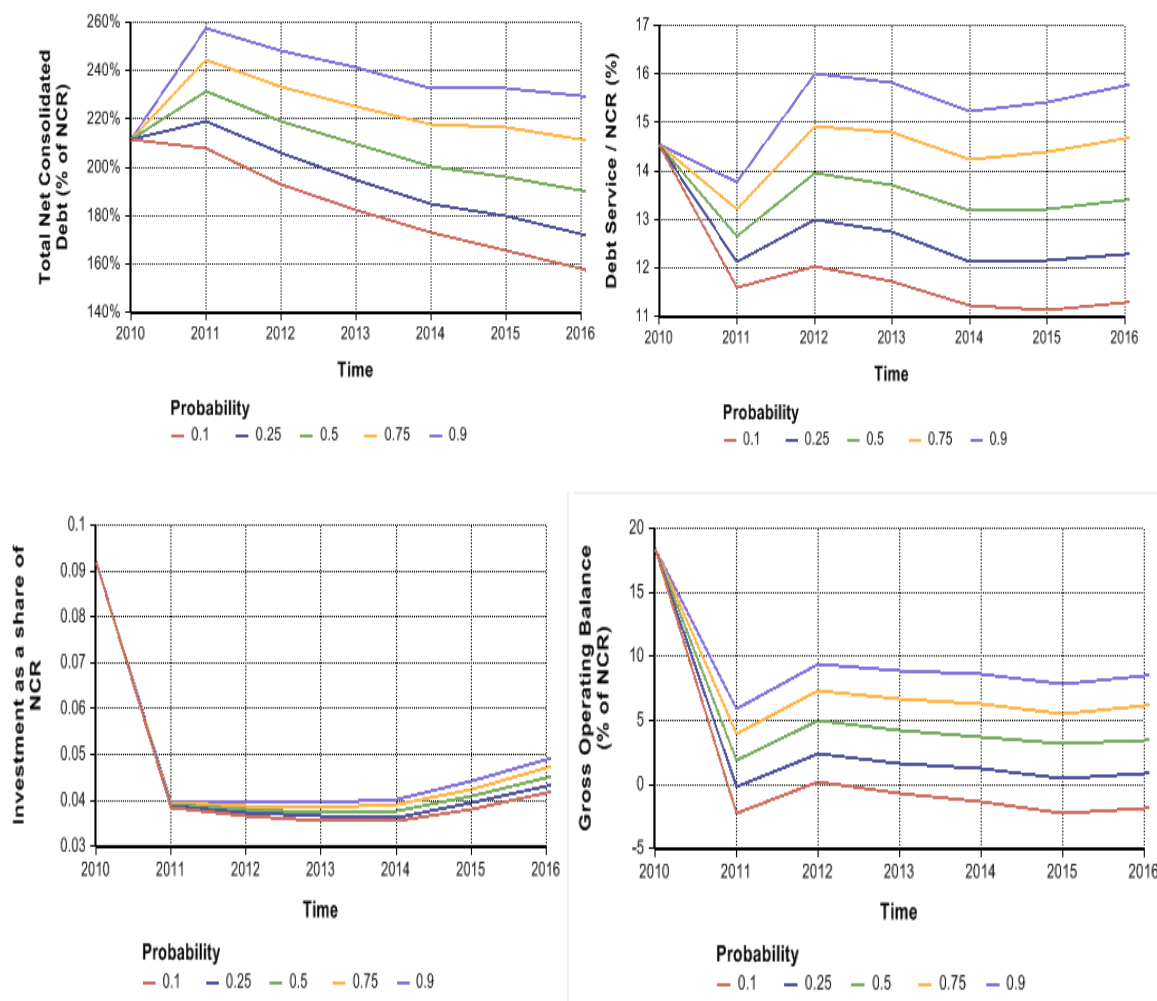 Total Net Consolidated
Debt (% of NCR)
260%
240%
220%
200%
180%
160%
140%
2010 2011 2012 2013 2014 2015 2016
Time
Probability
0.1 0.25 0.5 0.75 0.9
Debt Service / NCR (%)
17
16
15
14
13
12
11
2010 2011 2012 2013 2014 2015 2016
Time
Probability
0.1 0.25 0.5 0.75 0.9
Investment as a share of
NCR
0.1
0.09
0.08
0.07
0.06
0.05
0.04
0.03
2010 2011 2012 2013 2014 2015 2016
Time
Probability
0.1 0.25 0.5 0.75 0.9
Gross Operating Balance
(% of NCR)
20
15
10
5
0
-5
2010 2011 2012 2013 2014 2015 2016
Time
Probability
0.1 0.25 0.5 0.75 0.9